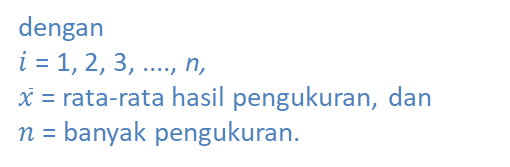 dengan
i = 1, 2, 3, ...., n,
x̄ = rata-rata hasil pengukuran, dan
n = banyak pengukuran.